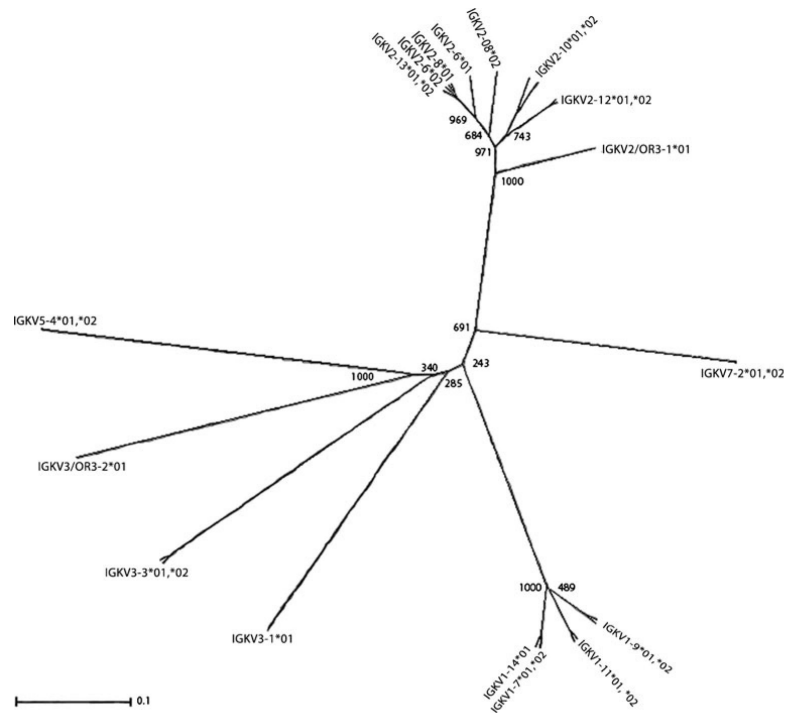 IGKV2-08*02
IGKV2-10*01,*02
IGKV2-6*01
IGKV2-8*01
IGKV2-6*02
IGKV2-13*01,*02
IGKV2-12*01,*02
969
684
743
971
IGKV2/OR3-1*01
1000
IGKV5-4*01,*02
691
340
243
1000
285
IGKV7-2*01,*02
IGKV3/OR3-2*01
IGKV3-3*01,*02
1000
489
IGKV3-1*01
IGKV1-9*01,*02
IGKV1-14*01
IGKV1-7*01,*02
IGKV1-11*01,*02
0.1